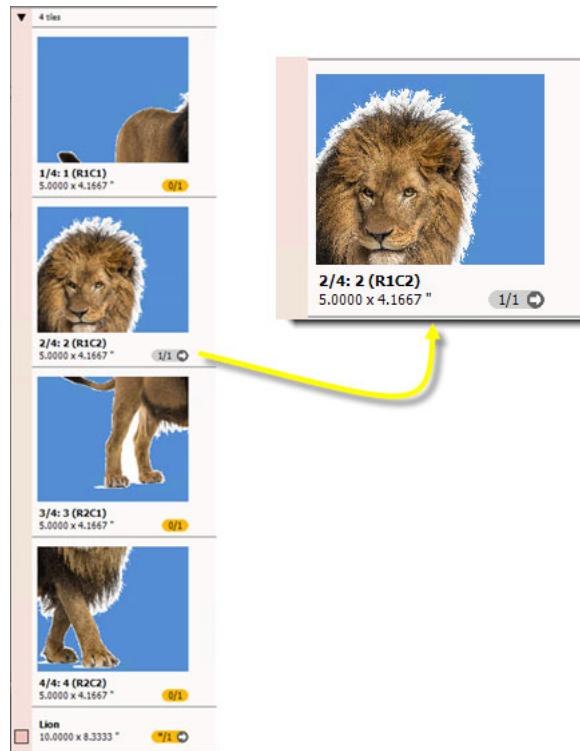 4 tiles
1/4: 1 (R1C1)
5.0000 x 4.1667 "
0/1
2/4: 2 (R1C2)
5.0000 x 4.1667 "
1/1
3/4: 3 (R2C1)
5.0000 x 4.1667 "
0/1
4/4: 4 (R2C2)
5.0000 x 4.1667 "
0/1
Lion
10.0000 x 8.3333 "
*/1
2/4: 2 (R1C2)
5.0000 x 4.1667 "
1/1